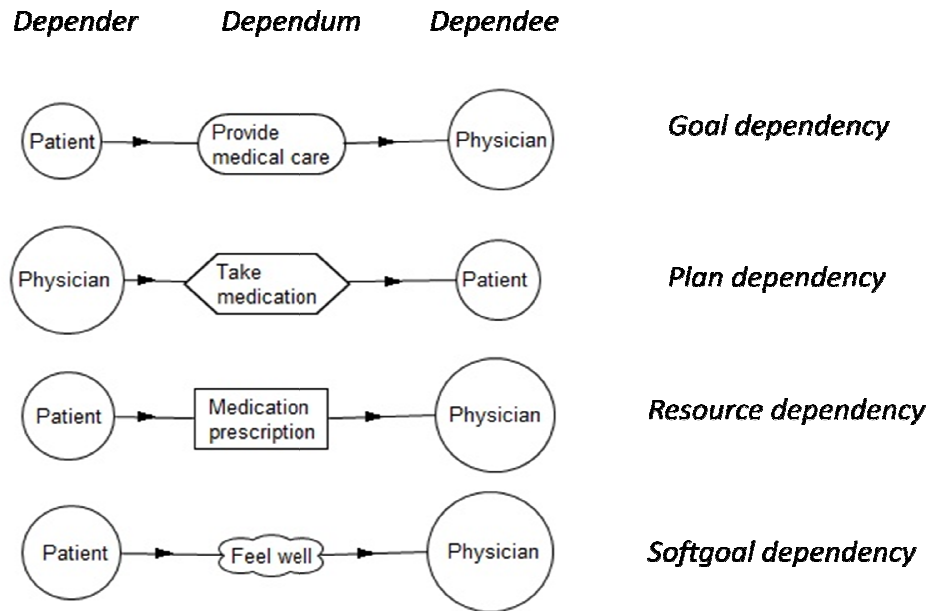 Depender Dependum Dependee
Patient
Provide
medical care
Physician
Goal dependency
Physician
Take
medication
Patient
Plan dependency
Patient
Medication
prescription
Physician
Resource dependency
Patient
Feel well
Physician
Softgoal dependency